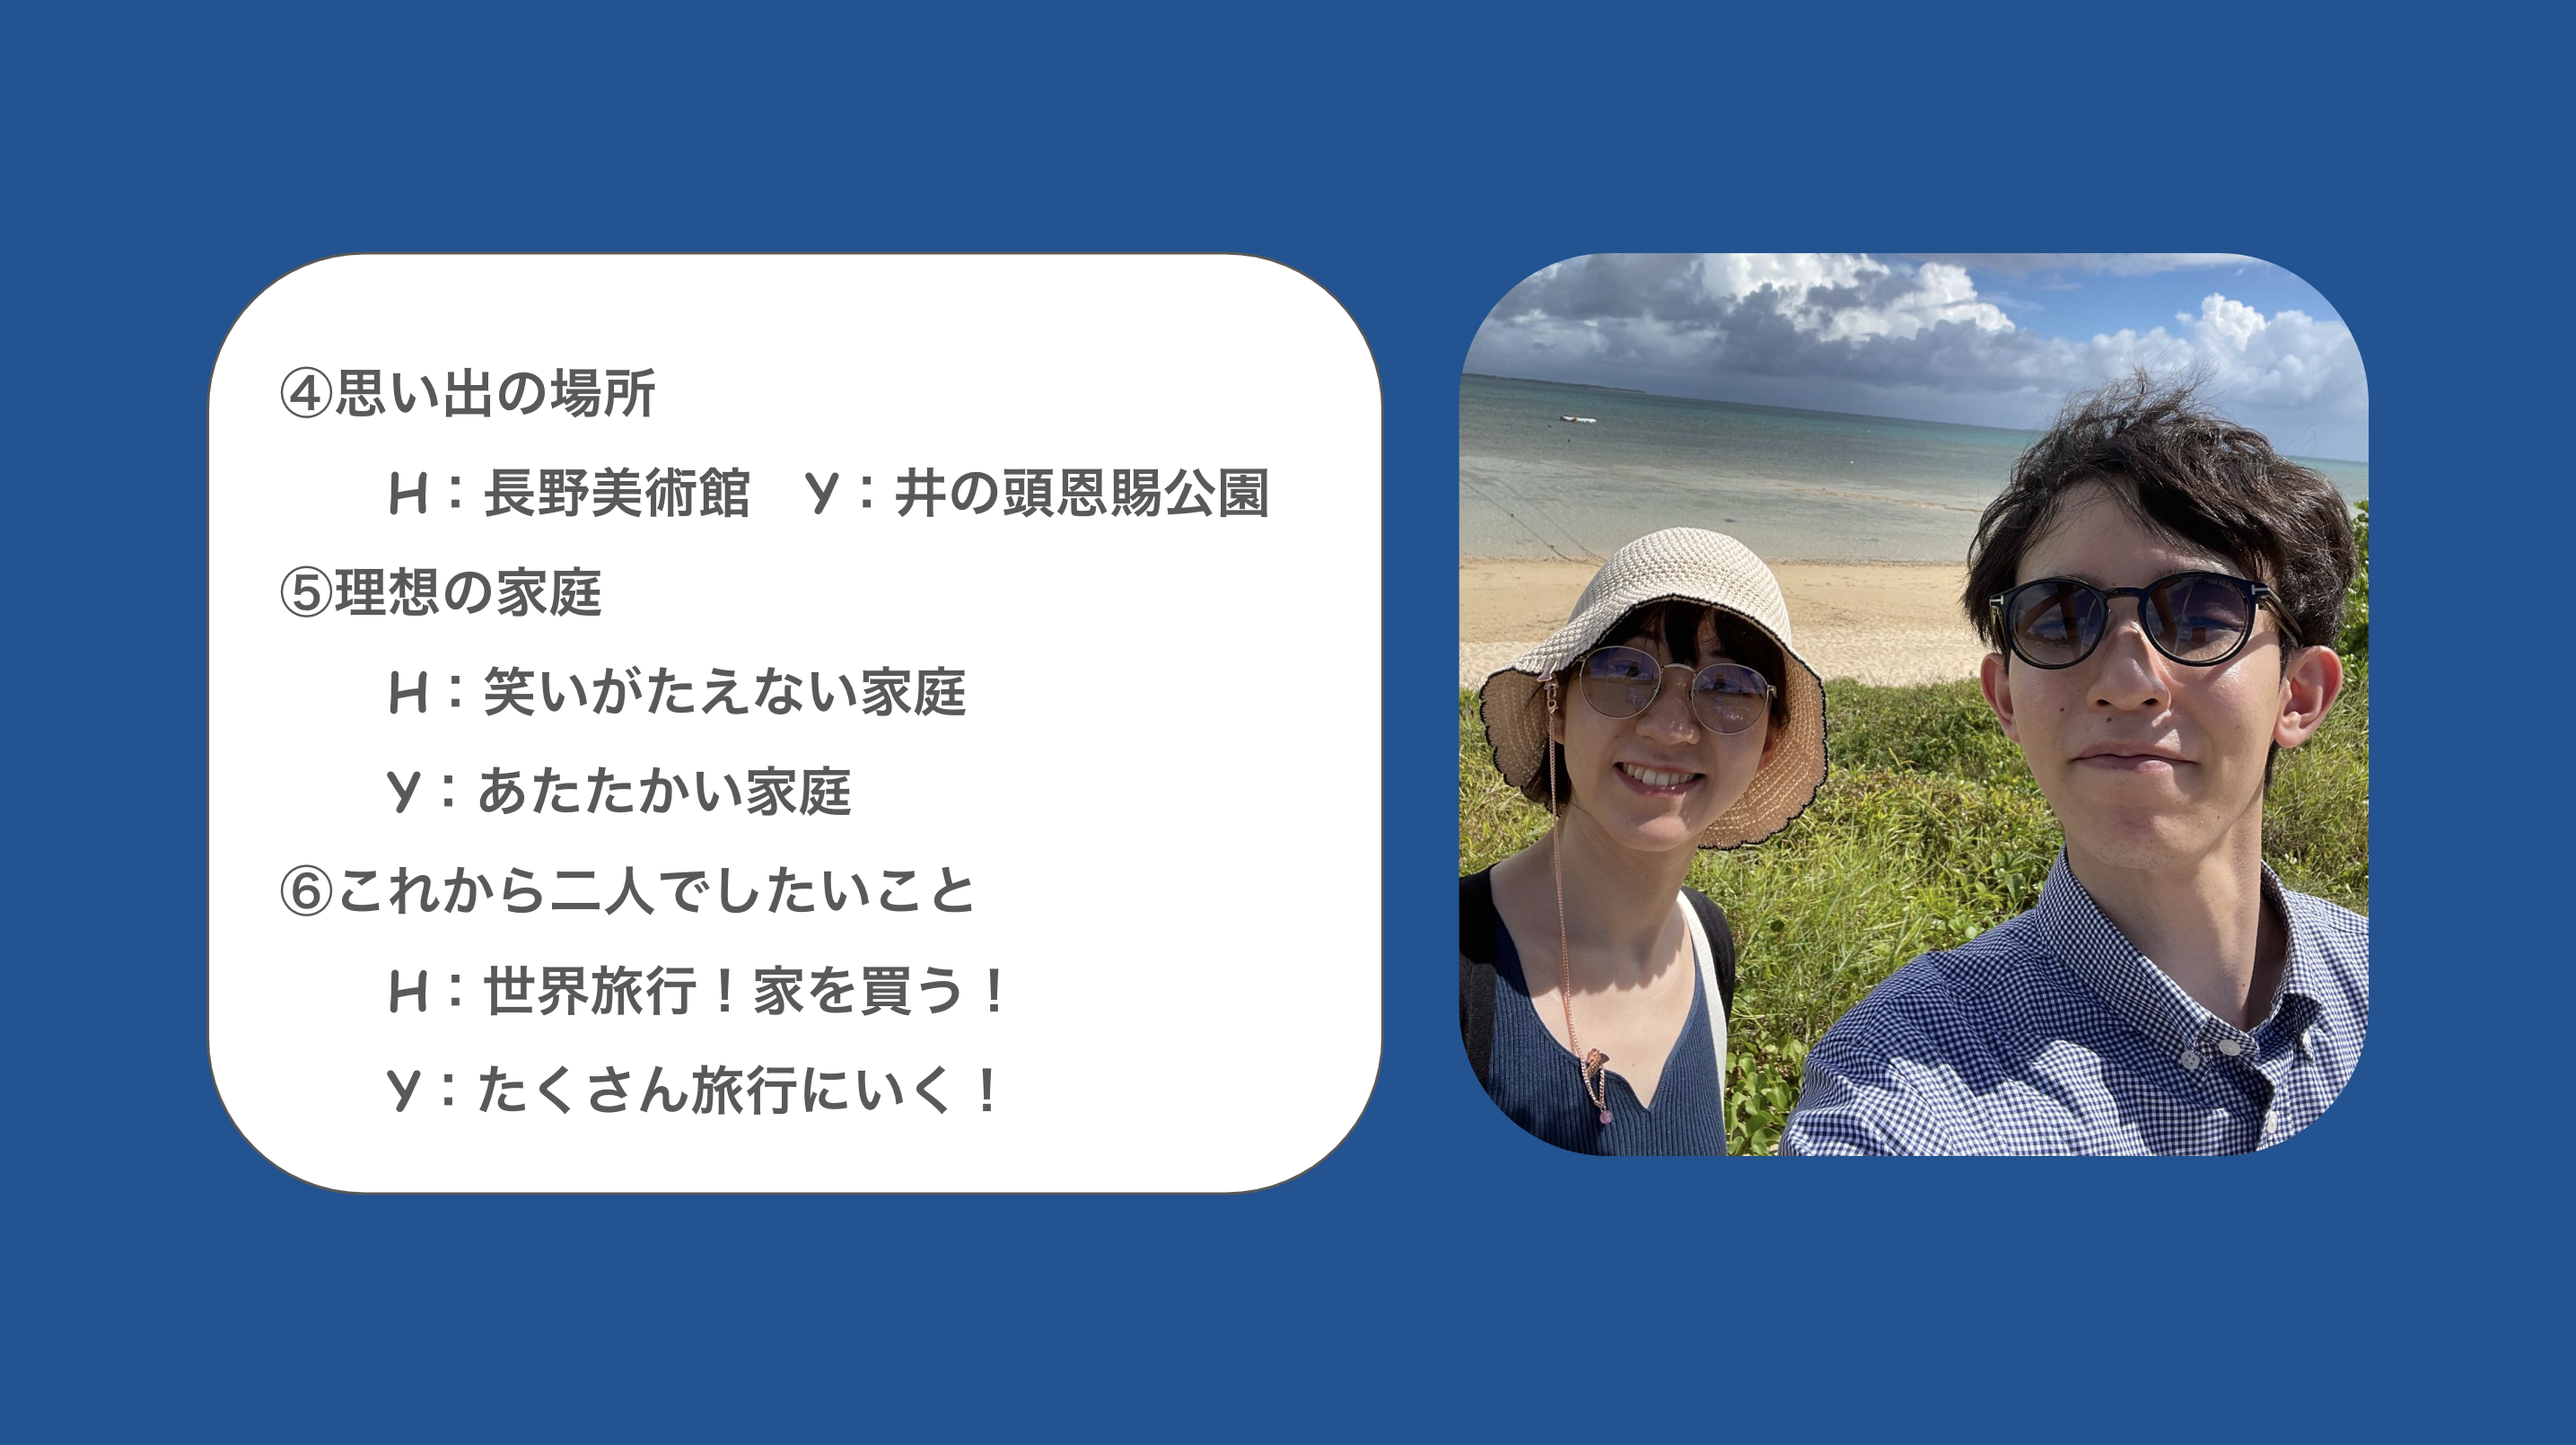 ④思い出の場所
H：長野美術館　Y：井の頭恩賜公園
⑤理想の家庭
H：笑いがたえない家庭
Y：あたたかい家庭
⑥これから二人でしたいこと
H：世界旅行！家を買う！
Y：たくさん旅行にいく！